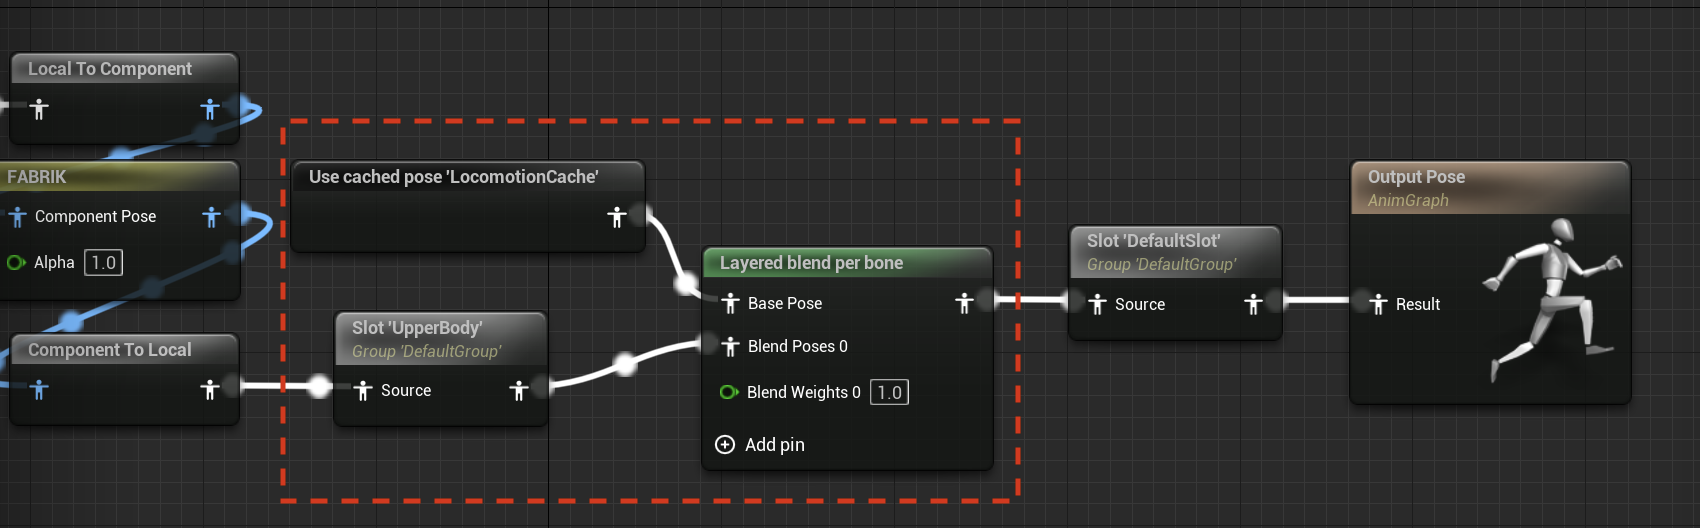 Local To Component
FABRIK
Component Pose
Alpha 1.0
Component To Local
Use cached pose 'LocomotionCache'
Slot 'UpperBody'
Group 'DefaultGroup'
Source
Layered blend per bone
Base Pose
Blend Poses 0
Blend Weights 0 1.0
Add pin
Slot 'DefaultSlot'
Group 'DefaultGroup'
Source
Output Pose
AnimGraph
Result